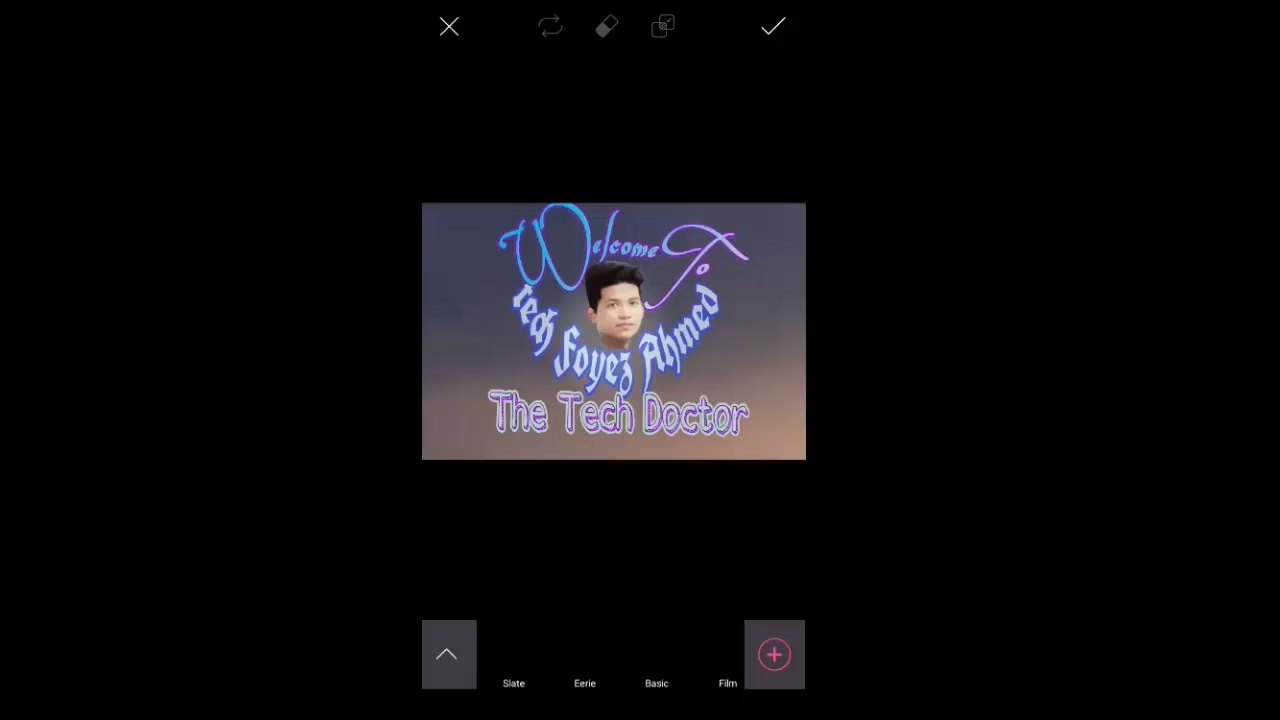 Welcome To
Tech Foyez Ahmed
The Tech Doctor
Slate Eerie Basic Film